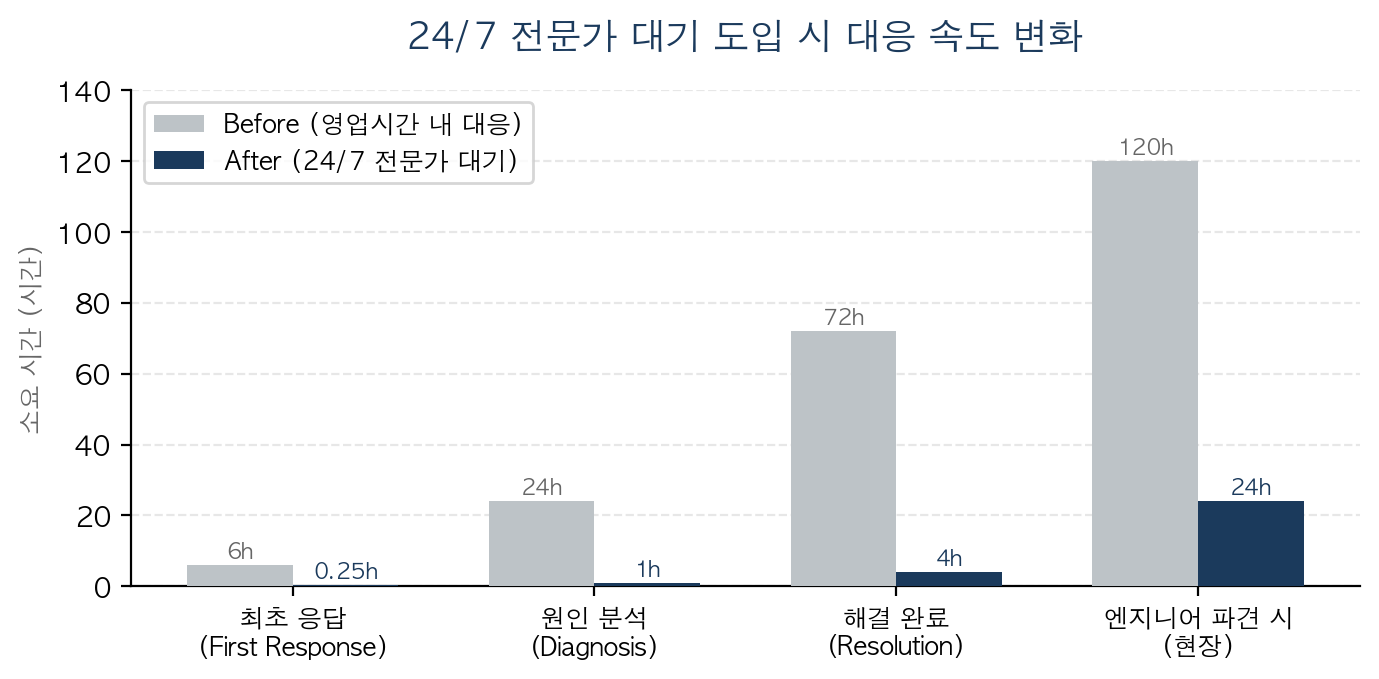 24/7 전문가 대기 도입 시 대응 속도 변화
Before (영업시간 내 대응)
After (24/7 전문가 대기)
소요 시간 (시간)
140
120
100
80
60
40
20
0
6h
0.25h
24h
1h
72h
4h
120h
24h
최초 응답
(First Response)
원인 분석
(Diagnosis)
해결 완료
(Resolution)
엔지니어 파견 시
(현장)